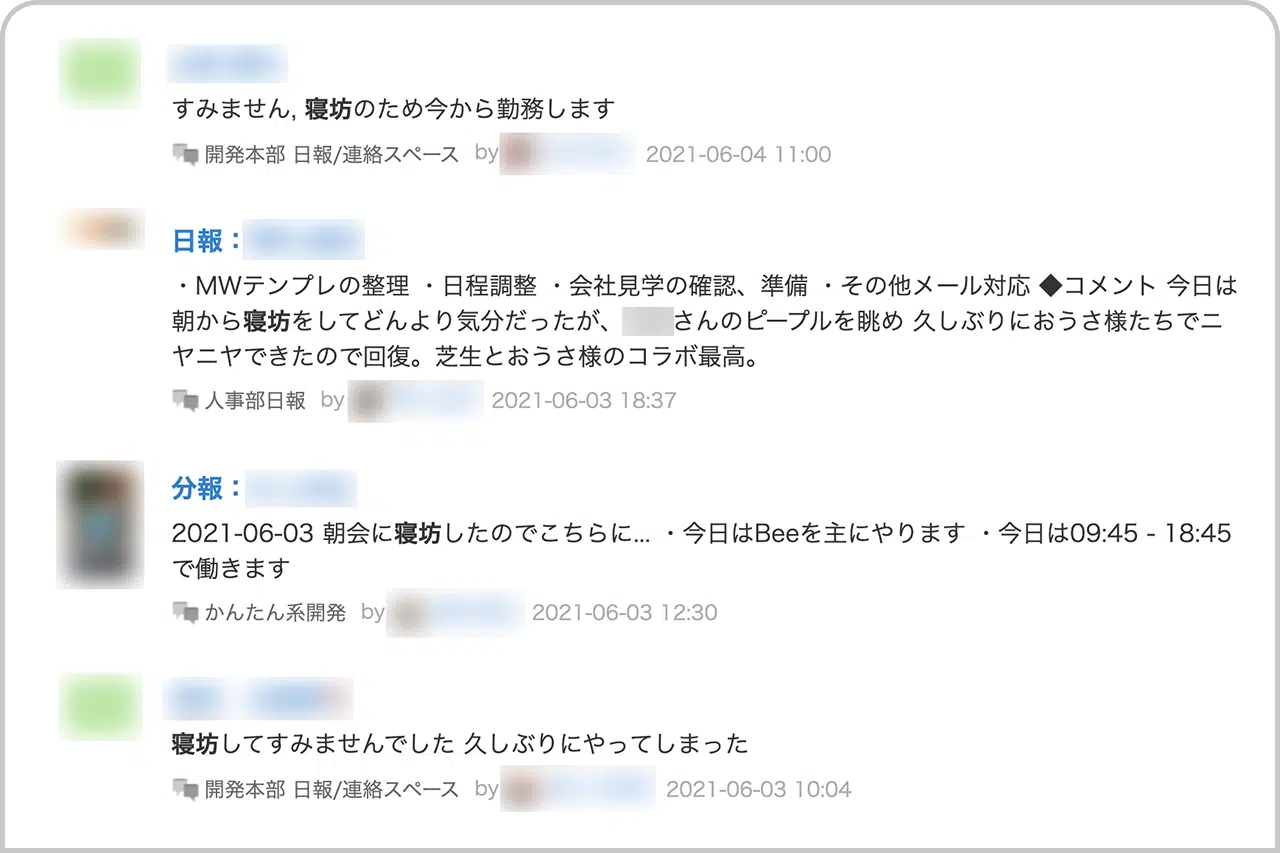 すみません, 寝坊のため今から勤務します
開発本部 日報/連絡スペース by 2021-06-04 11:00
日報：
・MWテンプレの整理 ・日程調整 ・会社見学の確認、準備 ・その他メール対応 ◆コメント 今日は
朝から寝坊をしてどんより気分だったが、さんのピープルを眺め 久しぶりにおうさ様たちでニ
ヤニヤできたので回復。芝生とおうさ様のコラボ最高。
人事部日報 by 2021-06-03 18:37
分報：
2021-06-03 朝会に寝坊したのでこちらに... ・今日はBeeを主にやります ・今日は09:45 - 18:45
で働きます
かんたん系開発 by 2021-06-03 12:30
寝坊してすみませんでした 久しぶりにやってしまった
開発本部 日報/連絡スペース by 2021-06-03 10:04